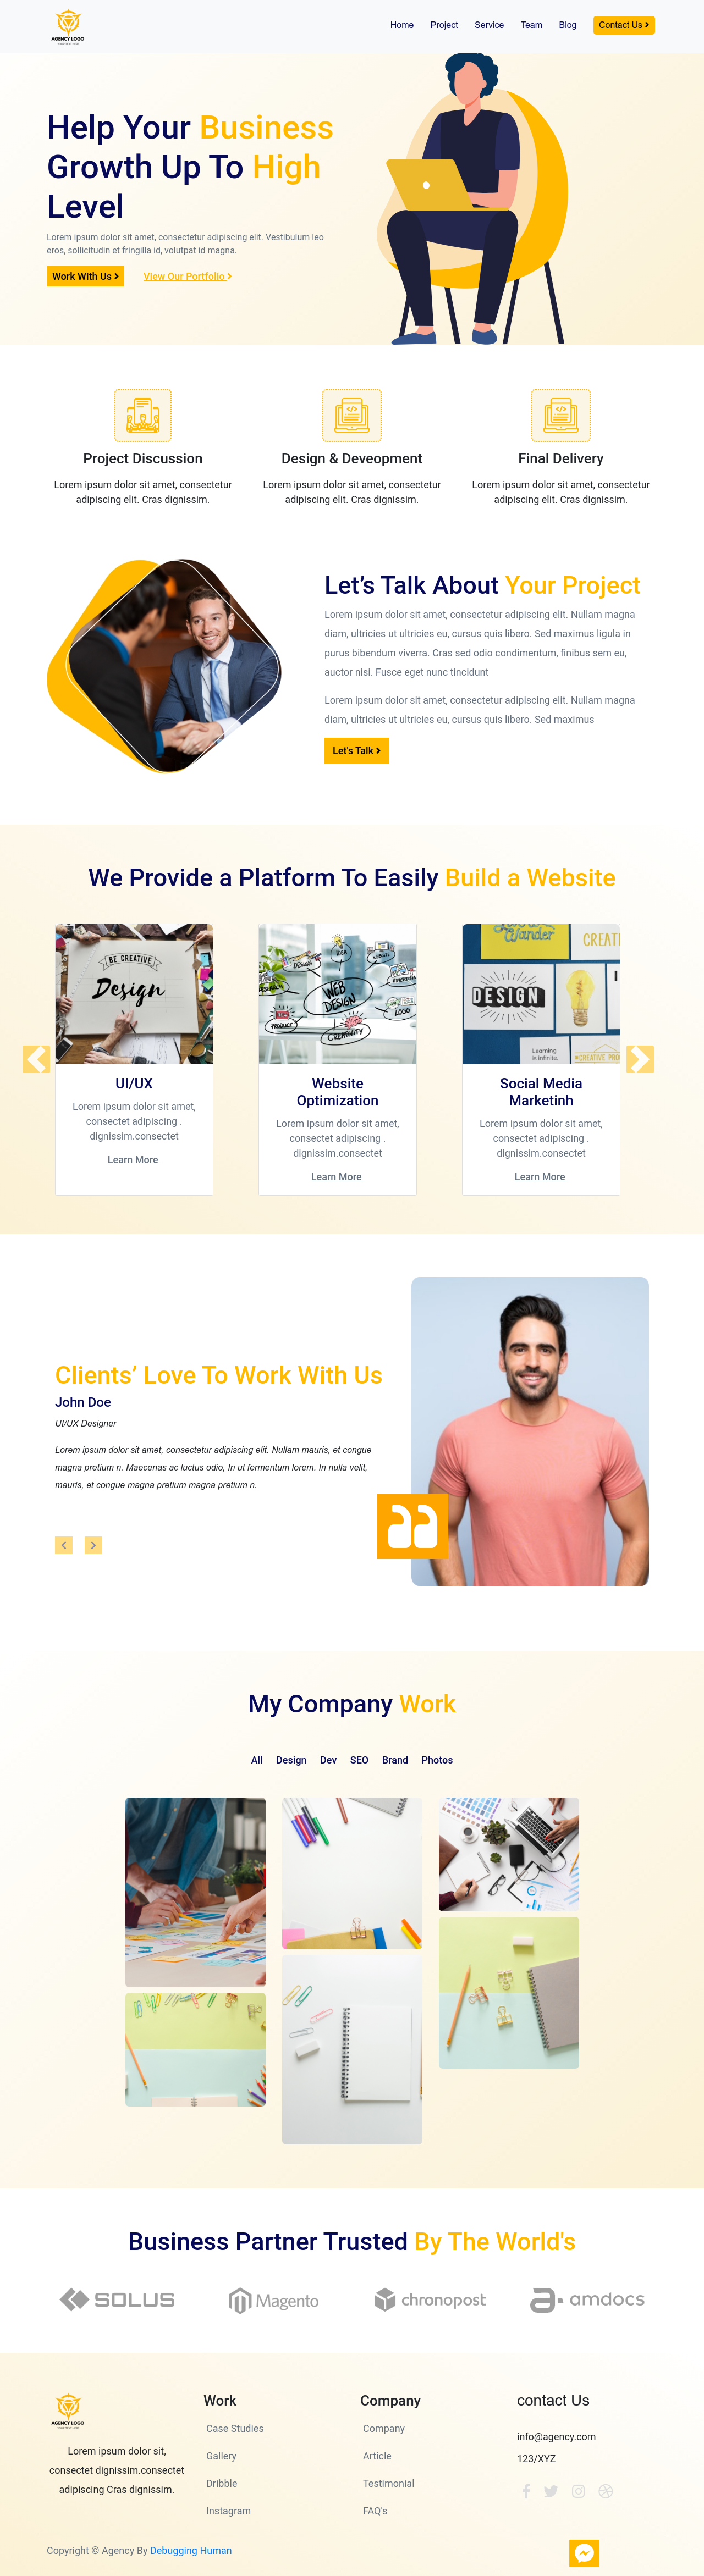 AGENCY LOGO
Home Project Service Team Blog Contact Us
Help Your Business
Growth Up To High
Level
Lorem ipsum dolor sit amet, consectetur adipiscing elit. Vestibulum leo
eros, sollicitudin et fringilla id, volutpat id magna.
Work With Us View Our Portfolio
Project Discussion
Lorem ipsum dolor sit amet, consectetur
adipiscing elit. Cras dignissim.
Design & Deveopment
Lorem ipsum dolor sit amet, consectetur
adipiscing elit. Cras dignissim.
Final Delivery
Lorem ipsum dolor sit amet, consectetur
adipiscing elit. Cras dignissim.
Let’s Talk About Your Project
Lorem ipsum dolor sit amet, consectetur adipiscing elit. Nullam magna
diam, ultricies ut ultricies eu, cursus quis libero. Sed maximus ligula in
purus bibendum viverra. Cras sed odio condimentum, finibus sem eu,
auctor nisi. Fusce eget nunc tincidunt
Lorem ipsum dolor sit amet, consectetur adipiscing elit. Nullam magna
diam, ultricies ut ultricies eu, cursus quis libero. Sed maximus
Let's Talk
We Provide a Platform To Easily Build a Website
BE CREATIVE
Design
UI/UX
Lorem ipsum dolor sit amet,
consectet adipiscing .
dignissim.consectet
Learn More
IDEA
DESIGN
WEBSITE
WEB
DESIGN
LOGO
PRODUCT
CREATIVITY
Website
Optimization
Lorem ipsum dolor sit amet,
consectet adipiscing .
dignissim.consectet
Learn More
Wander
CREATI
DESIGN
Learning
is infinite.
#CREATIVE PRO
Social Media
Marketinh
Lorem ipsum dolor sit amet,
consectet adipiscing .
dignissim.consectet
Learn More
Clients’ Love To Work With Us
John Doe
UI/UX Designer
Lorem ipsum dolor sit amet, consectetur adipiscing elit. Nullam mauris, et congue
magna pretium n. Maecenas ac luctus odio, In ut fermentum lorem. In nulla velit,
mauris, et congue magna pretium magna pretium n.
My Company Work
All Design Dev SEO Brand Photos
Business Partner Trusted By The World's
SOLUS Magento chronopost amdocs
AGENCY LOGO
Lorem ipsum dolor sit,
consectet dignissim.consectet
adipiscing Cras dignissim.
Work
Case Studies
Gallery
Dribble
Instagram
Company
Company
Article
Testimonial
FAQ's
contact Us
info@agency.com
123/XYZ
Copyright © Agency By Debugging Human